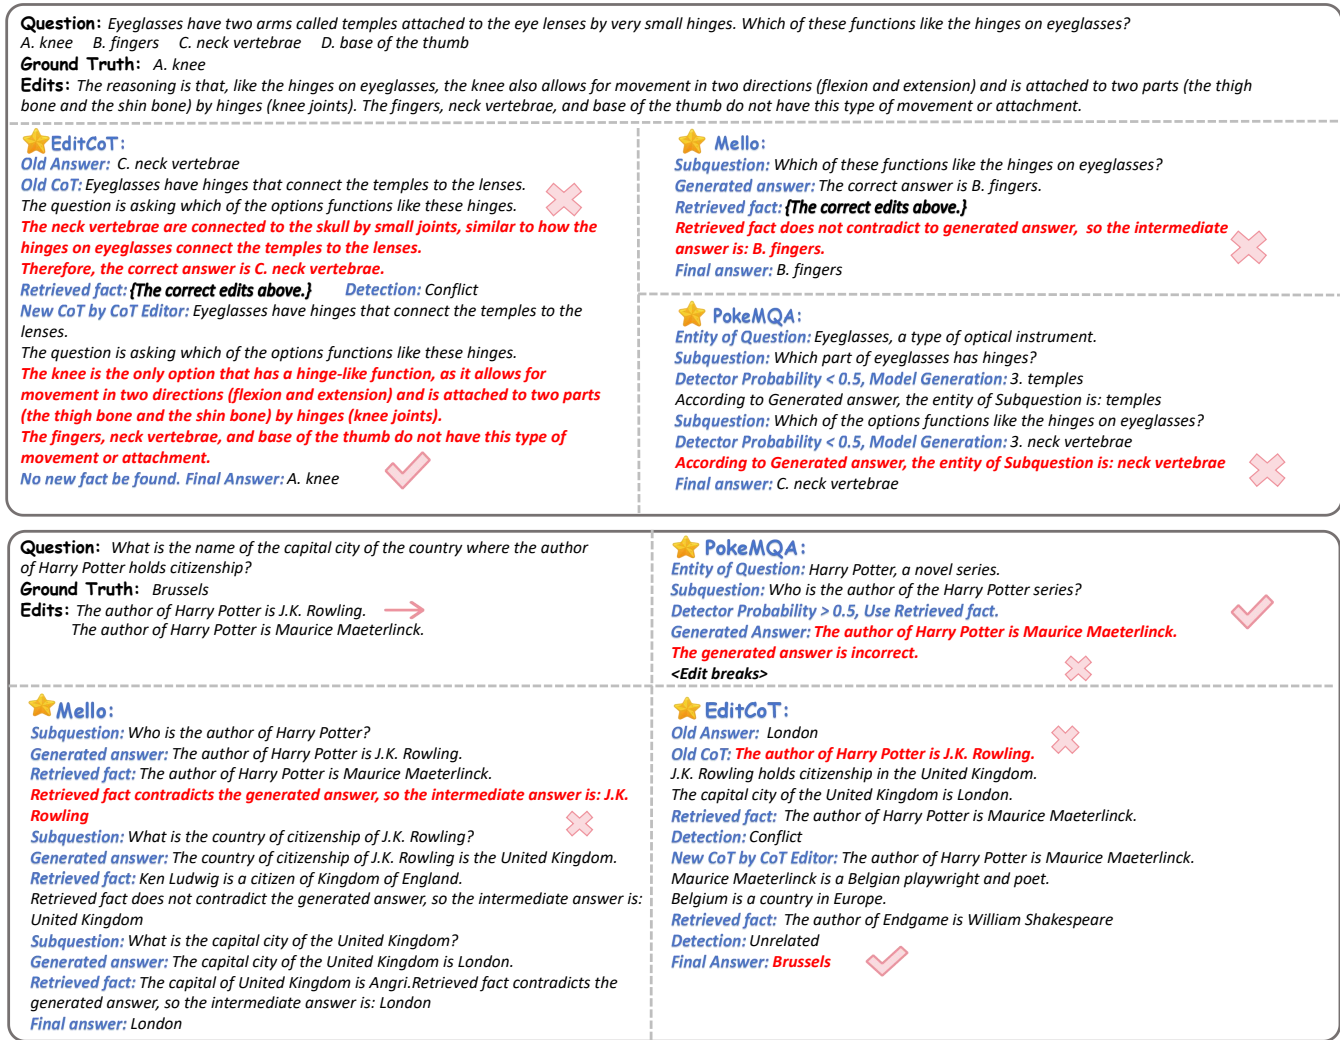 Question: Eyeglasses have two arms called temples attached to the eye lenses by very small hinges. Which of these functions like the hinges on eyeglasses?
A. knee B. fingers C. neck vertebrae D. base of the thumb
Ground Truth: A. knee
Edits: The reasoning is that, like the hinges on eyeglasses, the knee also allows for movement in two directions (flexion and extension) and is attached to two parts (the thigh
bone and the shin bone) by hinges (knee joints). The fingers, neck vertebrae, and base of the thumb do not have this type of movement or attachment.
EditCoT:
Old Answer: C. neck vertebrae
Old CoT: Eyeglasses have hinges that connect the temples to the lenses.
The question is asking which of the options functions like these hinges.
The neck vertebrae are connected to the skull by small joints, similar to how the
hinges on eyeglasses connect the temples to the lenses.
Therefore, the correct answer is C. neck vertebrae.
Retrieved fact: {The correct edits above.} Detection: Conflict
New CoT by CoT Editor: Eyeglasses have hinges that connect the temples to the
lenses.
The question is asking which of the options functions like these hinges.
The knee is the only option that has a hinge-like function, as it allows for
movement in two directions (flexion and extension) and is attached to two parts
(the thigh bone and the shin bone) by hinges (knee joints).
The fingers, neck vertebrae, and base of the thumb do not have this type of
movement or attachment.
No new fact be found. Final Answer: A. knee
Mello:
Subquestion: Which of these functions like the hinges on eyeglasses?
Generated answer: The correct answer is B. fingers.
Retrieved fact: {The correct edits above.}
Retrieved fact does not contradict to generated answer, so the intermediate
answer is: B. fingers.
Final answer: B. fingers
PokeMQA:
Entity of Question: Eyeglasses, a type of optical instrument.
Subquestion: Which part of eyeglasses has hinges?
Detector Probability < 0.5, Model Generation: 3. temples
According to Generated answer, the entity of Subquestion is: temples
Subquestion: Which of the options functions like the hinges on eyeglasses?
Detector Probability < 0.5, Model Generation: 3. neck vertebrae
According to Generated answer, the entity of Subquestion is: neck vertebrae
Final answer: C. neck vertebrae
Question: What is the name of the capital city of the country where the author
of Harry Potter holds citizenship?
Ground Truth: Brussels
Edits: The author of Harry Potter is J.K. Rowling. →
The author of Harry Potter is Maurice Maeterlinck.
PokeMQA:
Entity of Question: Harry Potter, a novel series.
Subquestion: Who is the author of the Harry Potter series?
Detector Probability > 0.5, Use Retrieved fact.
Generated Answer: The author of Harry Potter is Maurice Maeterlinck.
The generated answer is incorrect.
<Edit breaks>
Mello:
Subquestion: Who is the author of Harry Potter?
Generated answer: The author of Harry Potter is J.K. Rowling.
Retrieved fact: The author of Harry Potter is Maurice Maeterlinck.
Retrieved fact contradicts the generated answer, so the intermediate answer is: J.K.
Rowling
Subquestion: What is the country of citizenship of J.K. Rowling?
Generated answer: The country of citizenship of J.K. Rowling is the United Kingdom.
Retrieved fact: Ken Ludwig is a citizen of Kingdom of England.
Retrieved fact does not contradict the generated answer, so the intermediate answer is:
United Kingdom
Subquestion: What is the capital city of the United Kingdom?
Generated answer: The capital city of the United Kingdom is London.
Retrieved fact: The capital of United Kingdom is Angri.Retrieved fact contradicts the
generated answer, so the intermediate answer is: London
Final answer: London
EditCoT:
Old Answer: London
Old CoT: The author of Harry Potter is J.K. Rowling.
J.K. Rowling holds citizenship in the United Kingdom.
The capital city of the United Kingdom is London.
Retrieved fact: The author of Harry Potter is Maurice Maeterlinck.
Detection: Conflict
New CoT by CoT Editor: The author of Harry Potter is Maurice Maeterlinck.
Maurice Maeterlinck is a Belgian playwright and poet.
Belgium is a country in Europe.
Retrieved fact: The author of Endgame is William Shakespeare
Detection: Unrelated
Final Answer: Brussels